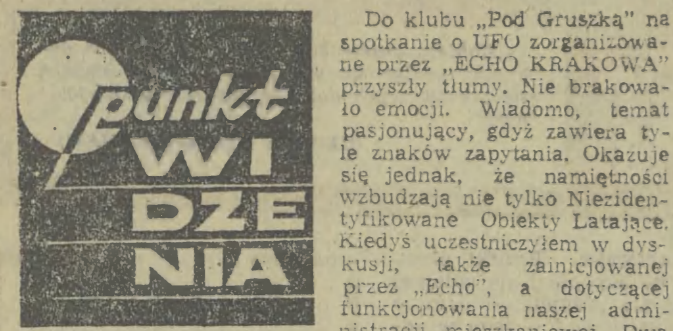 punkt
WI
DZE
NIA
Do klubu „Pod Gruszką” na
spotkanie o UFO zorganizowa-
ne przez „ECHO KRAKOWA”
przyszły tłumy. Nie brakowa-
ło emocji. Wiadomo, temat
pasjonujący, gdyż zawiera ty-
le znaków zapytania. Okazuje
się jednak, że namiętności
wzbudzają nie tylko Nieziden-
tyfikowane Obiekty Latające.
Kiedyś uczestniczyłem w dys-
kusji, także zainicjowanej
przez „Echo”, a dotyczącej
funkcjonowania naszej admi-
nistracji mieszkaniowej.